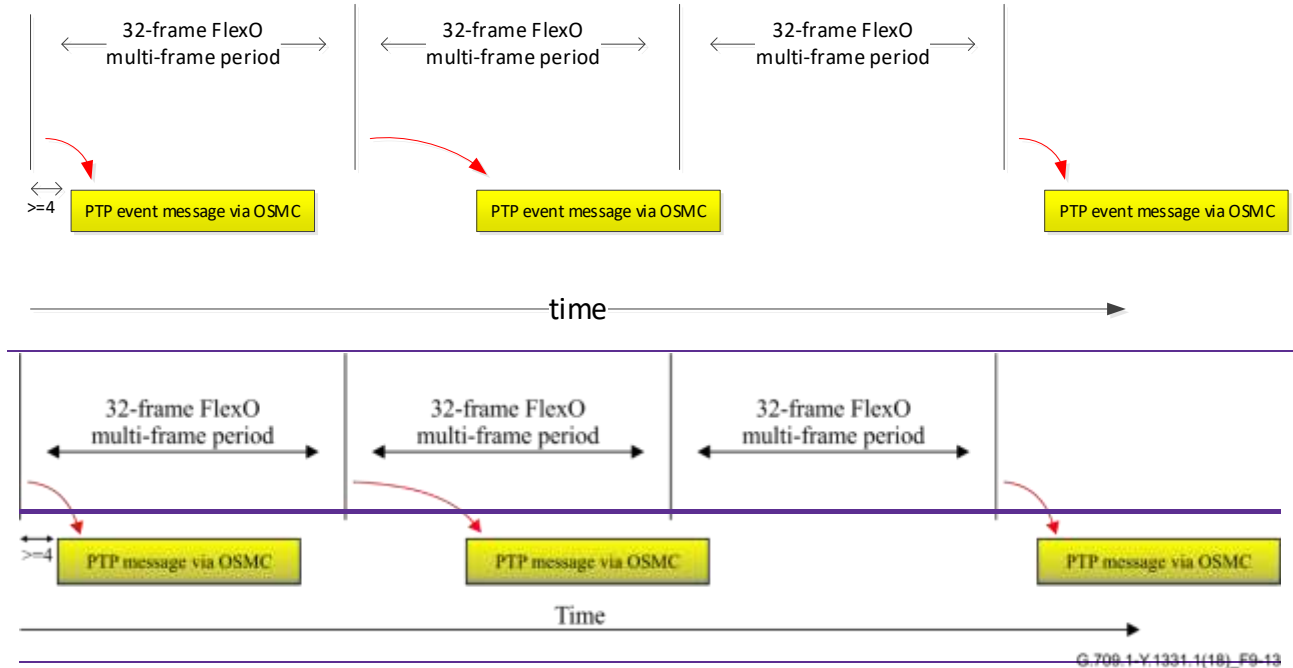 32-frame FlexO
multi-frame period
32-frame FlexO
multi-frame period
32-frame FlexO
multi-frame period
>=4
PTP event message via OSMC
PTP event message via OSMC
PTP event message via OSMC
time
32-frame FlexO
multi-frame period
32-frame FlexO
multi-frame period
32-frame FlexO
multi-frame period
>=4
PTP message via OSMC
PTP message via OSMC
PTP message via OSMC
Time
G.709.1-Y.1331.1(18)_F9-13